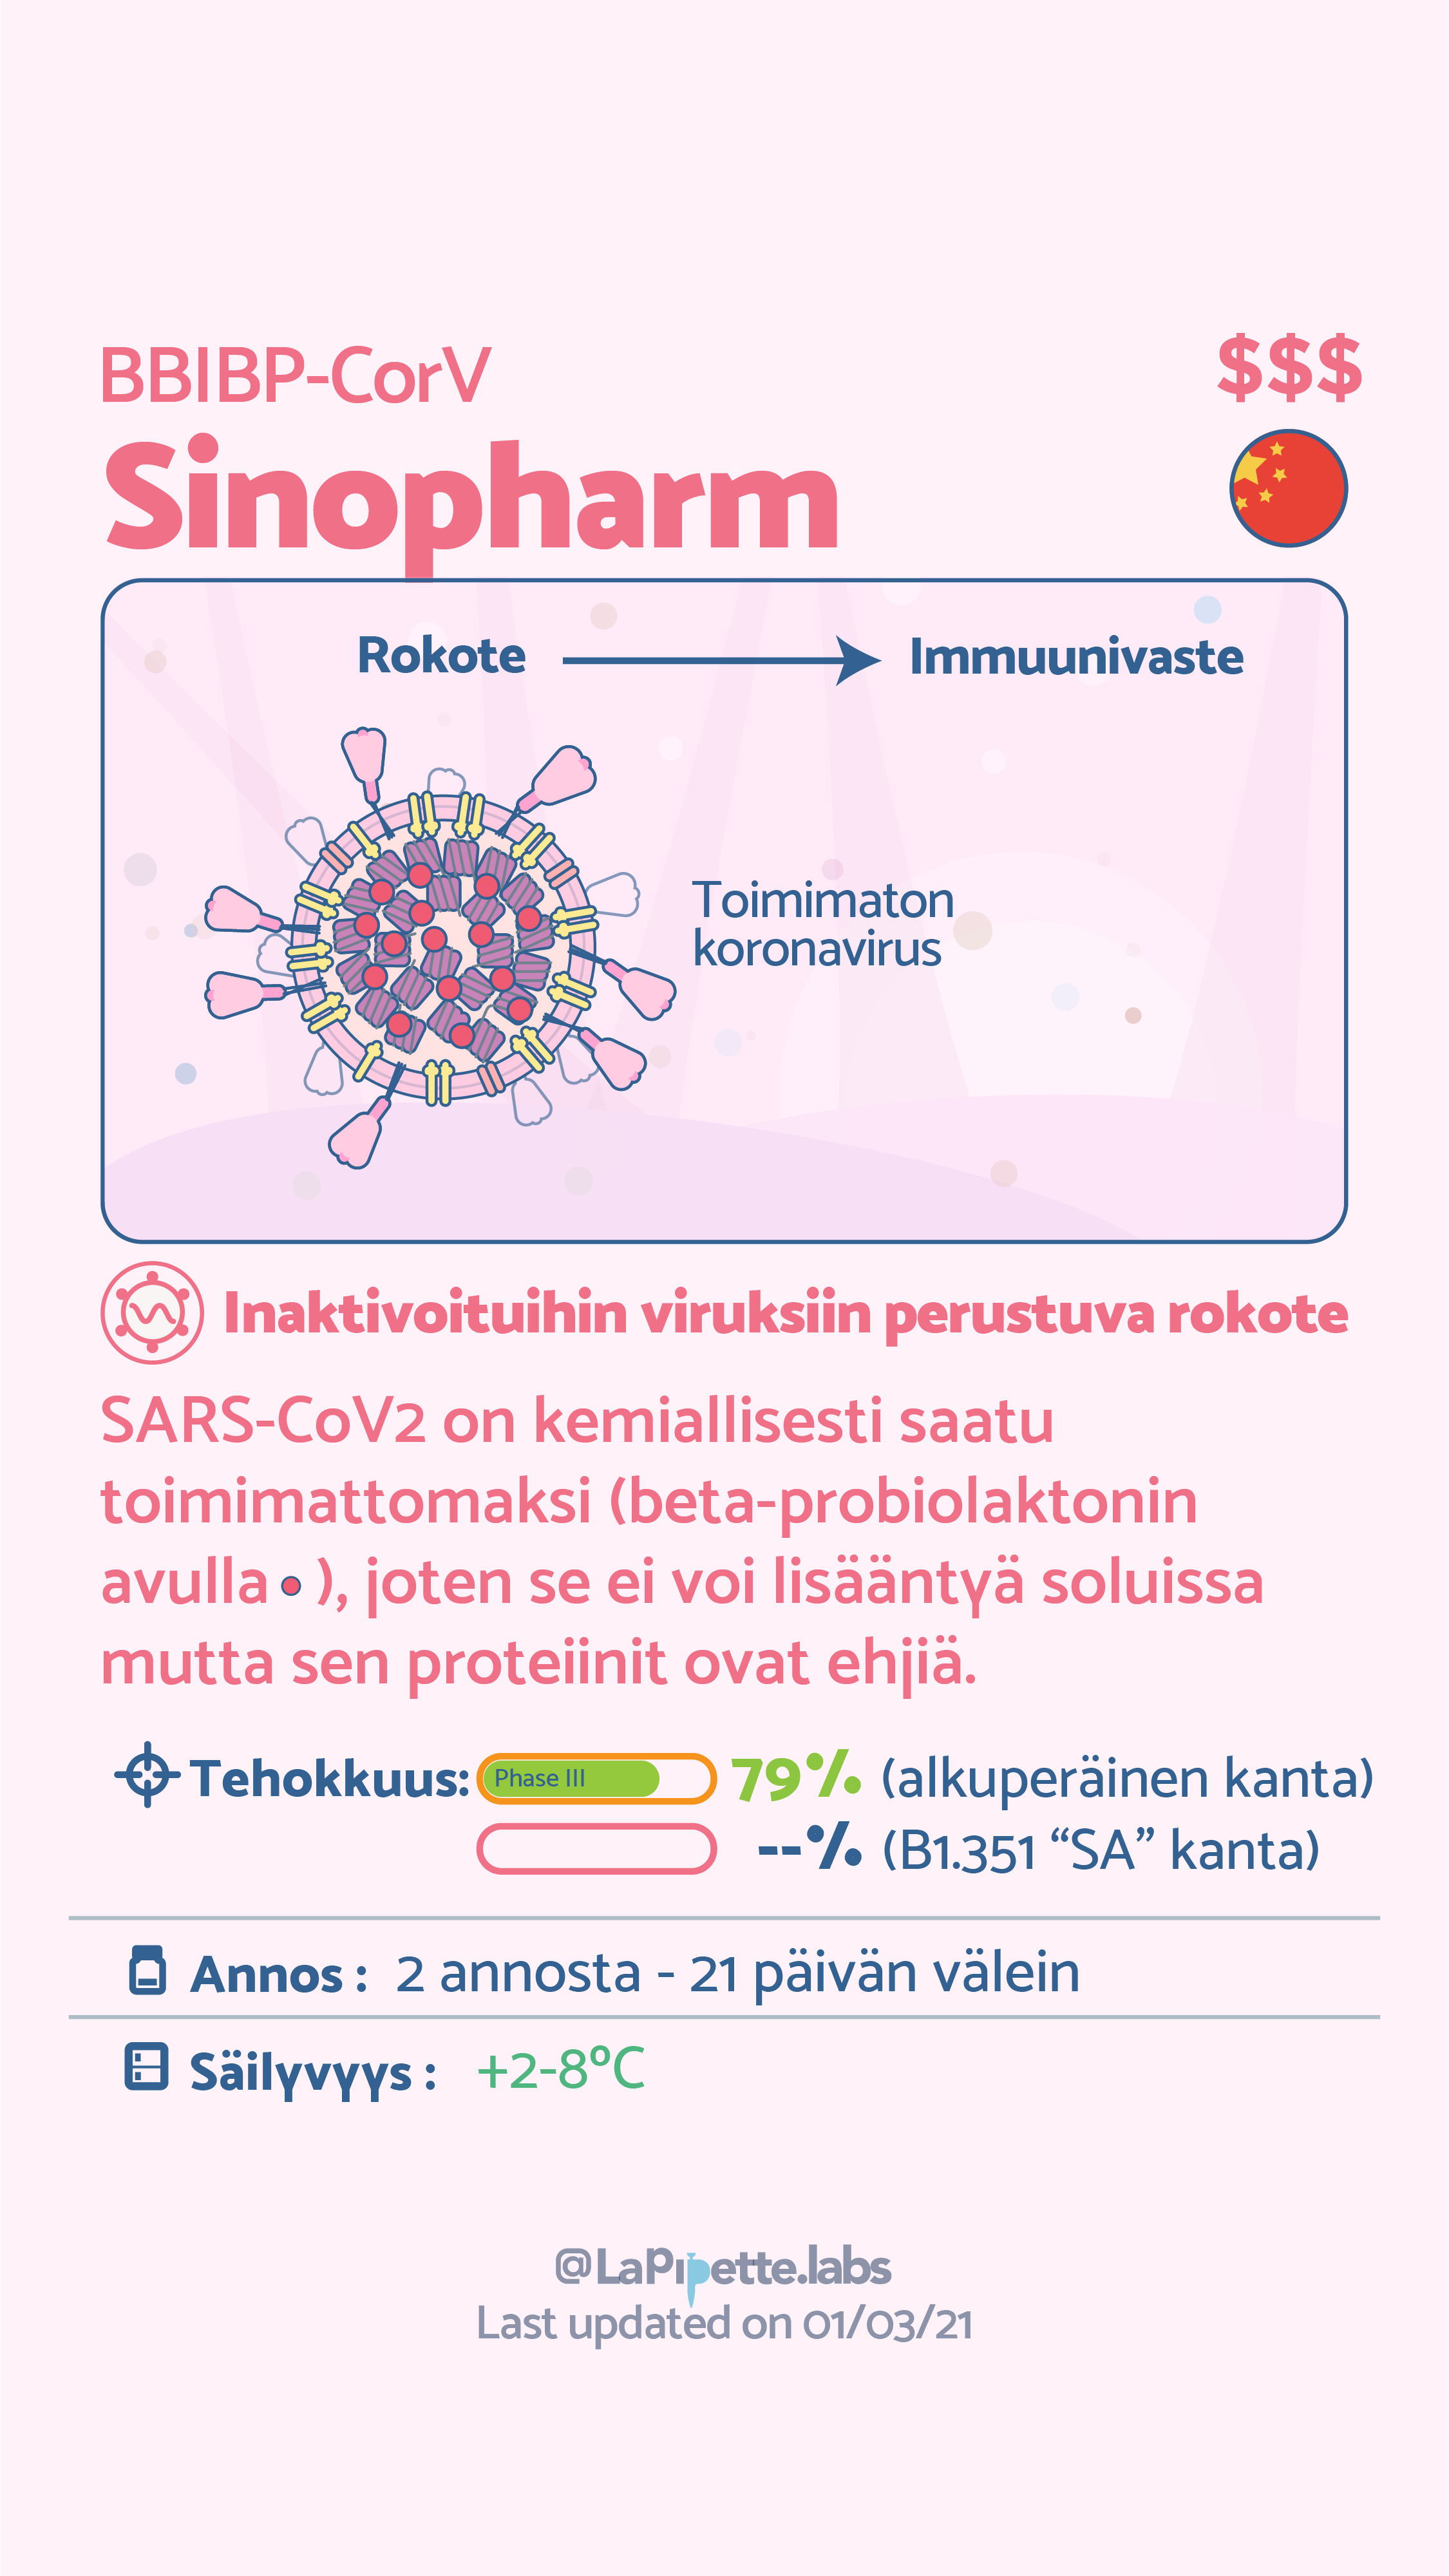 BBIBP-CorV
$$$
Sinopharm
Rokote
Immuunivaste
Toimimaton
koronavirus
Inaktivoituihin viruksiin perustuva rokote
SARS-CoV2 on kemiallisesti saatu
toimimattomaksi (beta-probiolaktonin
avulla ), joten se ei voi lisääntyä soluissa
mutta sen proteiinit ovat ehjiä.
Tehokkuus: Phase III 79% (alkuperäinen kanta)
--% (B1.351 “SA” kanta)
Annos : 2 annosta - 21 päivän välein
Säilyvyys : +2-8ºC
@LaPipette.labs
Last updated on 01/03/21